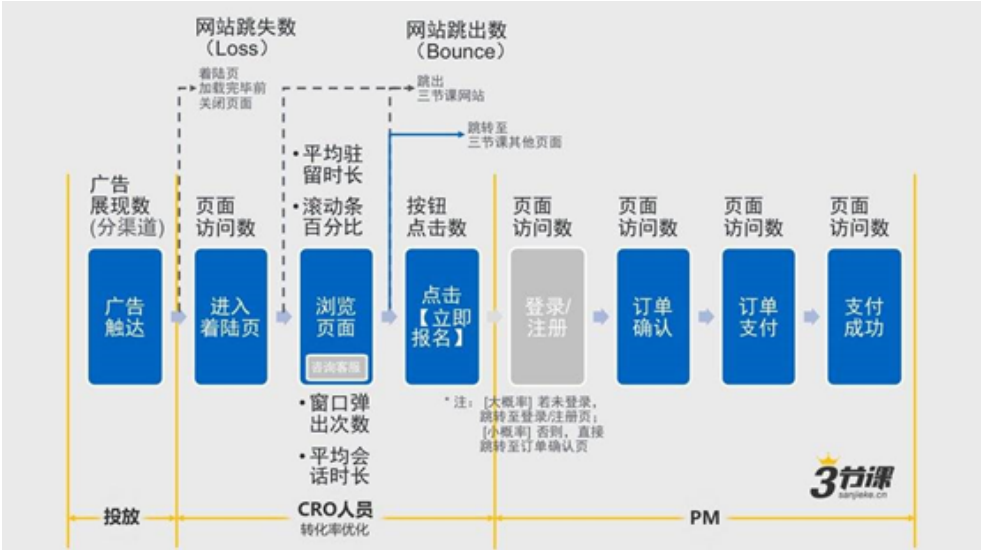 网站跳失数
（Loss）
着陆页
加载完毕前
关闭页面
网站跳出数
（Bounce）
跳出
三节课网站
跳转至
三节课其他页面
广告
展现数
(分渠道)
页面
访问数
•平均驻
留时长
•滚动条
百分比
按钮
点击数
页面
访问数
页面
访问数
页面
访问数
页面
访问数
广告
触达
进入
着陆页
浏览
页面
咨询客服
点击
【立即
报名】
登录/
注册
订单
确认
订单
支付
支付
成功
•窗口弹
出次数
•平均会
话时长
*注： [大概率] 若未登录，
跳转至登录/注册页；
[小概率] 否则，直接
跳转至订单确认页
3节课
sanjieke.cn
投放
CRO人员
转化率优化
PM